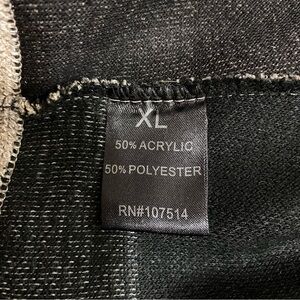 XL
50% ACRYLIC
50% POLYESTER
RN#107514